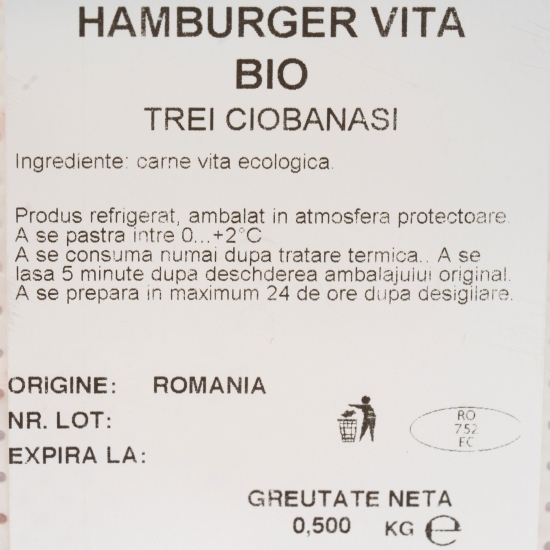 HAMBURGER VITA
BIO
TREI CIOBANASI
Ingrediente: carne vita ecologica.
Produs refrigerat, ambalat in atmosfera protectoare.
A se pastra intre 0...+2°C
A se consuma numai dupa tratare termica.. A se
lasa 5 minute dupa deschderea ambalajuiui original.
A se prepara in maximum 24 de ore dupa desigilare.
ORIGINE: ROMANIA
NR. LOT:
EXPIRA LA:
RO
752
EC
GREUTATE NETA
0,500 KG e